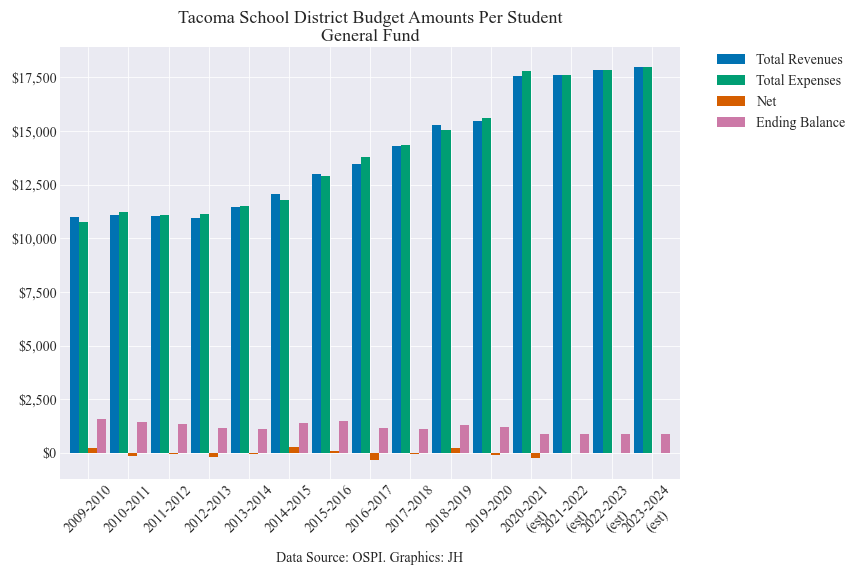 Tacoma School District Budget Amounts Per Student
General Fund
Total Revenues
Total Expenses
Net
Ending Balance
$17,500
$15,000
$12,500
$10,000
$7,500
$5,000
$2,500
$0
2009-2010
2010-2011
2011-2012
2012-2013
2013-2014
2014-2015
2015-2016
2016-2017
2017-2018
2018-2019
2019-2020
2020-2021
(est)
2021-2022
(est)
2022-2023
(est)
2023-2024
(est)
Data Source: OSPI. Graphics: JH